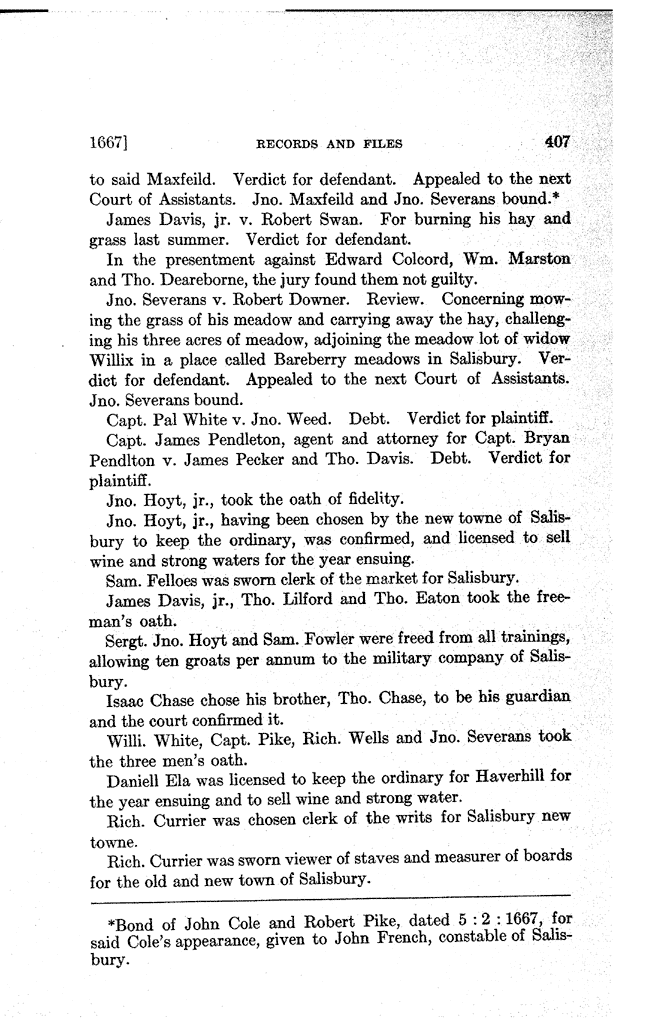 1667]  RECORDS AND FILES  407
to said Maxfeild. Verdict for defendant. Appealed to the next
Court of Assistants. Jno. Maxfeild and Jno. Severans bound.*
James Davis, jr. v. Robert Swan. For burning his hay and
grass last summer. Verdict for defendant.
In the presentment against Edward Colcord, Wm. Marston
and Tho. Deareborne, the jury found them not guilty.
Jno. Severans v. Robert Downer. Review. Concerning mow-
ing the grass of his meadow and carrying away the hay, challeng-
ing his three acres of meadow, adjoining the meadow lot of widow
Willix in a place called Bareberry meadows in Salisbury. Ver-
dict for defendant. Appealed to the next Court of Assistants.
Jno. Severans bound.
Capt. Pal White v. Jno. Weed. Debt. Verdict for plaintiff.
Capt. James Pendleton, agent and attorney for Capt. Bryan
Pendlton v. James Pecker and Tho. Davis. Debt. Verdict for
plaintiff.
Jno. Hoyt, jr., took the oath of fidelity.
Jno. Hoyt, jr., having been chosen by the new towne of Salis-
bury to keep the ordinary, was confirmed, and licensed to sell
wine and strong waters for the year ensuing.
Sam. Felloes was sworn clerk of the market for Salisbury.
James Davis, jr., Tho. Lilford and Tho. Eaton took the free-
man's oath.
Sergt. Jno. Hoyt and Sam. Fowler were freed from all trainings,
allowing ten groats per annum to the military company of Salis-
bury.
Isaac Chase chose his brother, Tho. Chase, to be his guardian
and the court confirmed it.
Willi. White, Capt. Pike, Rich. Wells and Jno. Severans took
the three men's oath.
Daniell Ela was licensed to keep the ordinary for Haverhill for
the year ensuing and to sell wine and strong water.
Rich. Currier was chosen clerk of the writs for Salisbury new
towne.
Rich. Currier was sworn viewer of staves and measurer of boards
for the old and new town of Salisbury.
*Bond of John Cole and Robert Pike, dated 5 : 2 : 1667, for
said Cole's appearance, given to John French, constable of Salis-
bury.